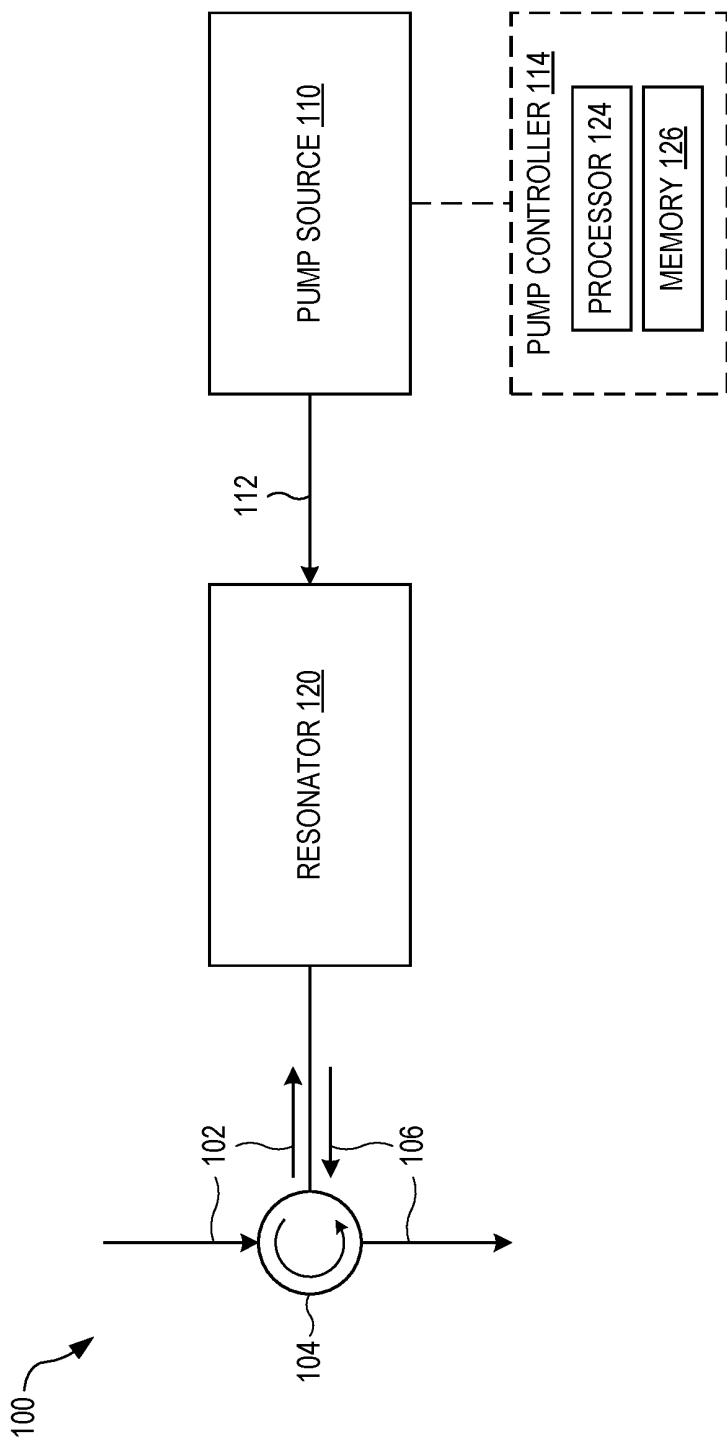 100
102
104
106
RESONATOR 120
112
PUMP SOURCE 110
PUMP CONTROLLER 114
PROCESSOR 124
MEMORY 126